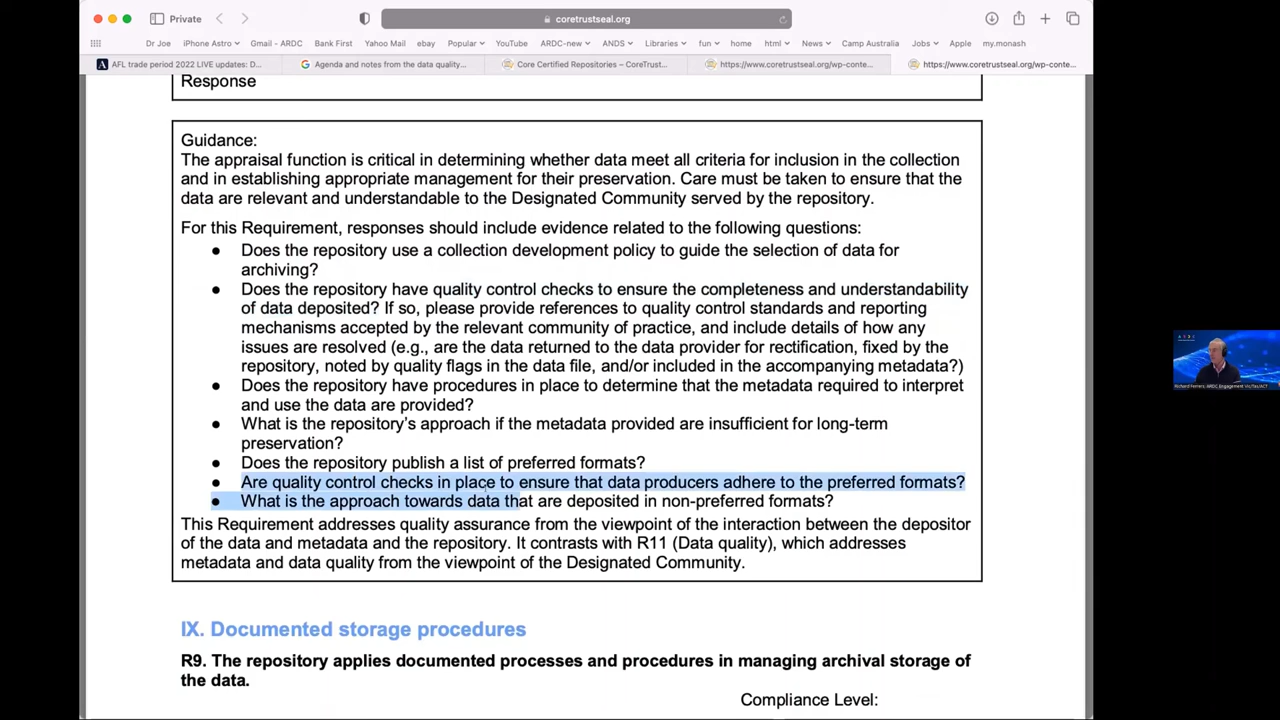 Private
coretrustseal.org
Dr Joe
iPhone Astro
Gmail - ARDC
Bank First
Yahoo Mail
ebay
Popular
YouTube
ARDC-new
ANDS
Libraries
fun
home
html
News
Camp Australia
Jobs
Apple
my.monash
AFL trade period 2022 LIVE updates: D...
Agenda and notes from the data quality...
Core Certified Repositories – CoreTrust...
https://www.coretrustseal.org/wp-conte...
https://www.coretrustseal.org/wp-conte...
Response
Guidance:
The appraisal function is critical in determining whether data meet all criteria for inclusion in the collection
and in establishing appropriate management for their preservation. Care must be taken to ensure that the
data are relevant and understandable to the Designated Community served by the repository.
For this Requirement, responses should include evidence related to the following questions:
● Does the repository use a collection development policy to guide the selection of data for
archiving?
● Does the repository have quality control checks to ensure the completeness and understandability
of data deposited? If so, please provide references to quality control standards and reporting
mechanisms accepted by the relevant community of practice, and include details of how any
issues are resolved (e.g., are the data returned to the data provider for rectification, fixed by the
repository, noted by quality flags in the data file, and/or included in the accompanying metadata?)
● Does the repository have procedures in place to determine that the metadata required to interpret
and use the data are provided?
● What is the repository's approach if the metadata provided are insufficient for long-term
preservation?
● Does the repository publish a list of preferred formats?
● Are quality control checks in place to ensure that data producers adhere to the preferred formats?
● What is the approach towards data that are deposited in non-preferred formats?
This Requirement addresses quality assurance from the viewpoint of the interaction between the depositor
of the data and metadata and the repository. It contrasts with R11 (Data quality), which addresses
metadata and data quality from the viewpoint of the Designated Community.
IX. Documented storage procedures
R9. The repository applies documented processes and procedures in managing archival storage of
the data.
Compliance Level:
Richard Ferrers, ARDC Engagement Vic/Tas/ACT